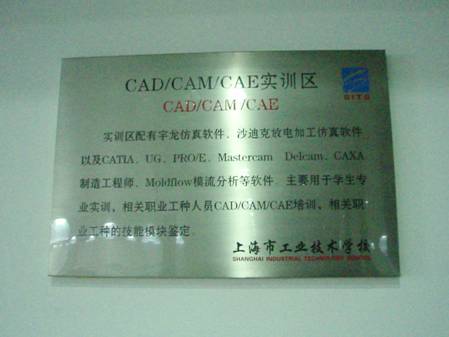 CAD/CAM/CAE实训区
CAD/CAM/CAE
SITS
实训区配有宇龙仿真软件、沙迪克放电加工仿真软件
以及CATIA、UG、PRO/E、Mastercam Delcam、CAXA
制造工程师、Moldflow模流分析等软件。主要用于学生专
业实训、相关职业工种人员CAD/CAM/CAE培训、相关职
业工种的技能模块鉴定。
上海市工业技术学校
SHANGHAI INDUSTRIAL TECHNOLOGY SCHOOL